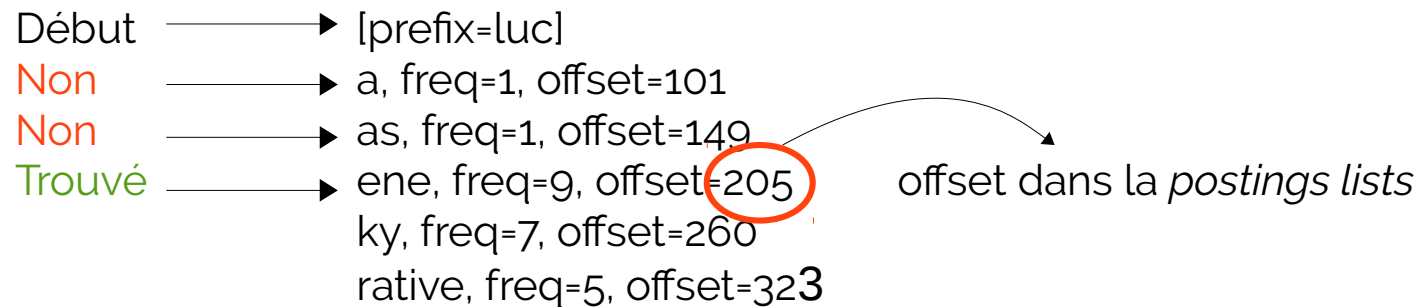 Début [prefix=luc]
Non a, freq=1, offset=101
Non as, freq=1, offset=149
Trouvé ene, freq=9, offset=205 offset dans la postings lists
ky, freq=7, offset=260
rative, freq=5, offset=323